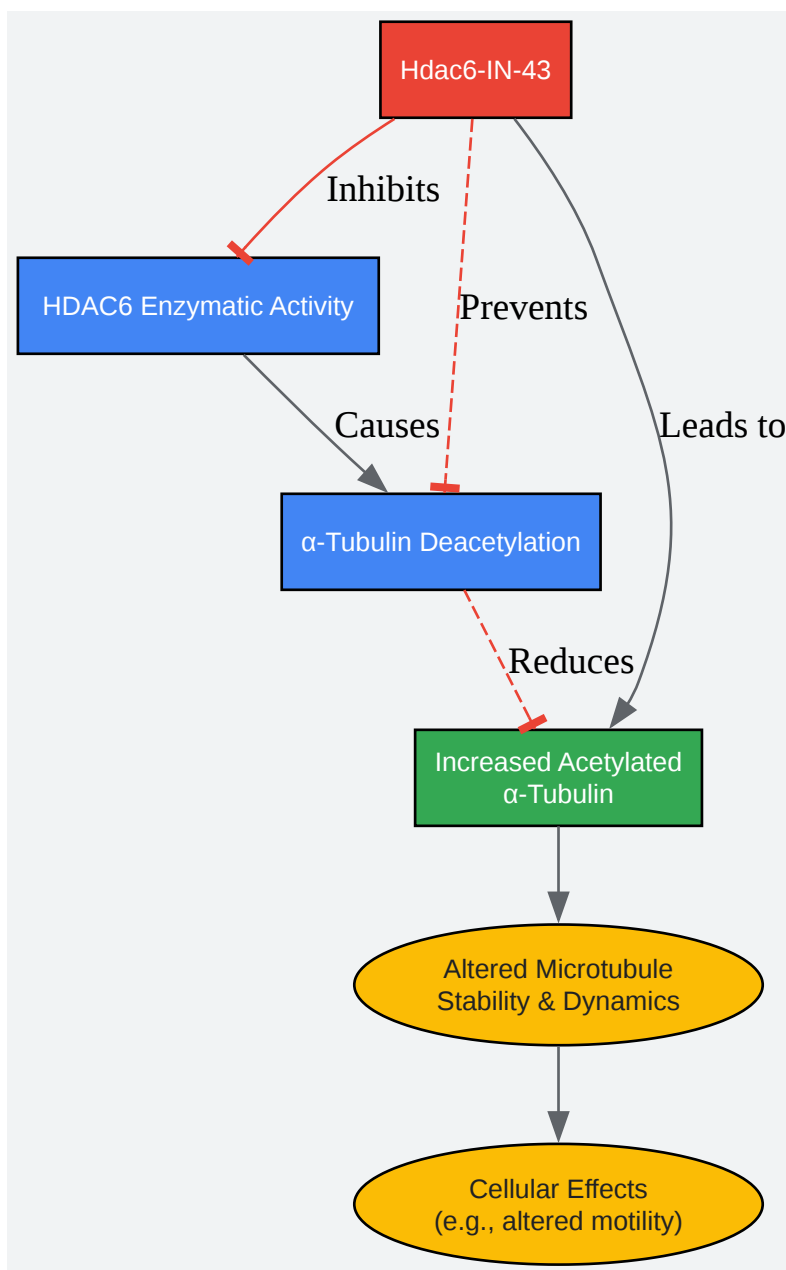 Hdac6-IN-43
Inhibits
HDAC6 Enzymatic Activity
Prevents
Causes
Leads to
α-Tubulin Deacetylation
Reduces
Increased Acetylated
α-Tubulin
Altered Microtubule
Stability & Dynamics
Cellular Effects
(e.g., altered motility)